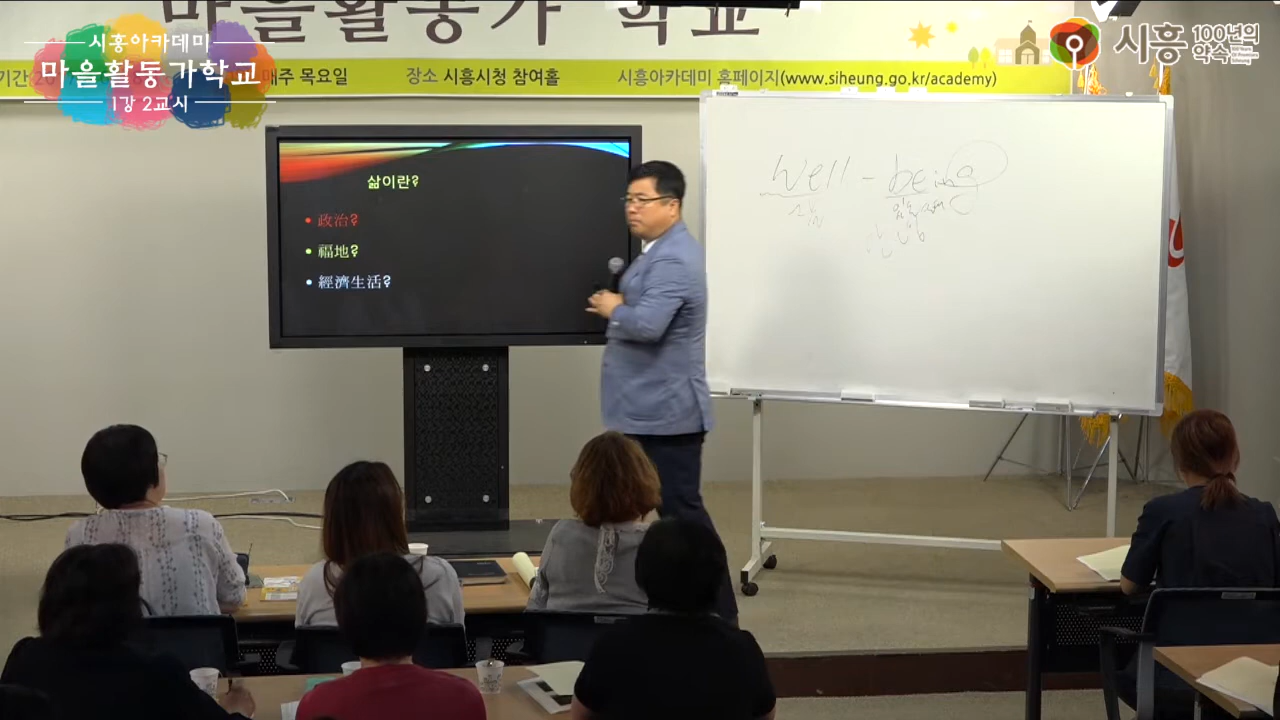 마을활동가 학교
시흥아카데미
마을활동가학교
1강 2교시
매주 목요일
장소 시흥시청 참여홀
시흥아카데미 홈페이지(www.siheung.go.kr/academy)
시흥 100년의 약속
삶이란?
• 政治?
• 福地?
• 經濟生活?
Well - being